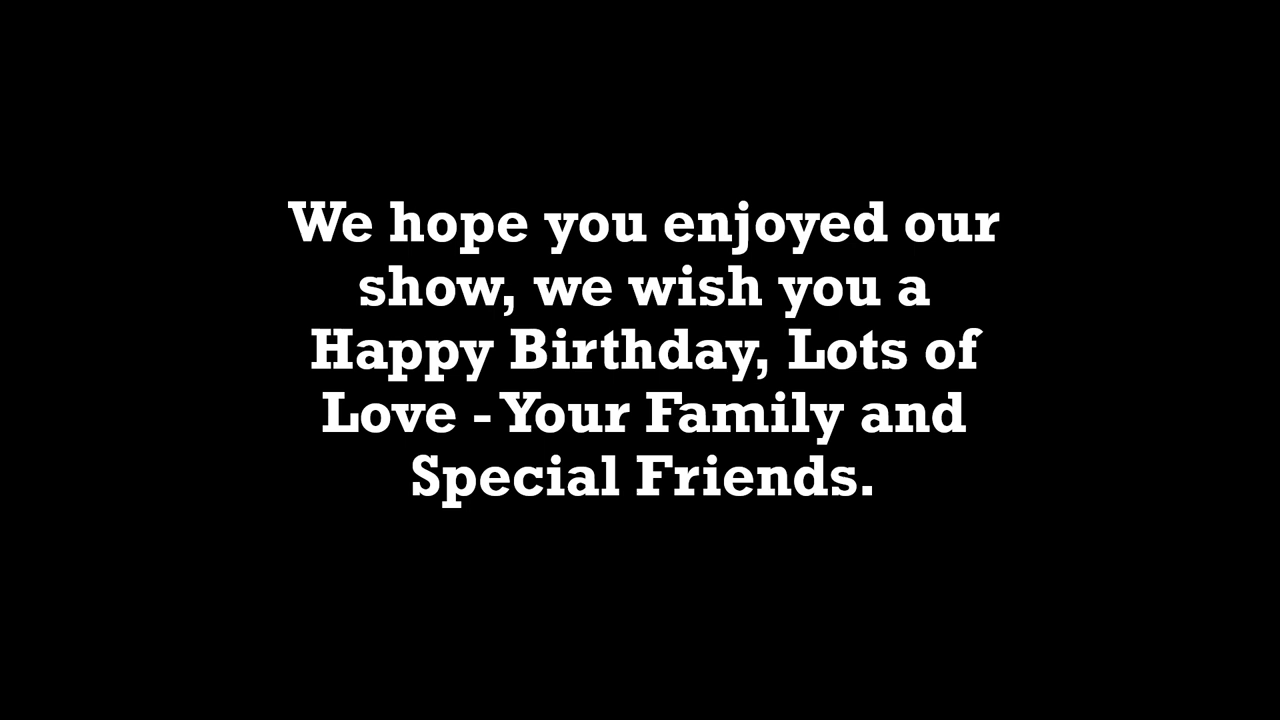 We hope you enjoyed our
show, we wish you a
Happy Birthday, Lots of
Love - Your Family and
Special Friends.